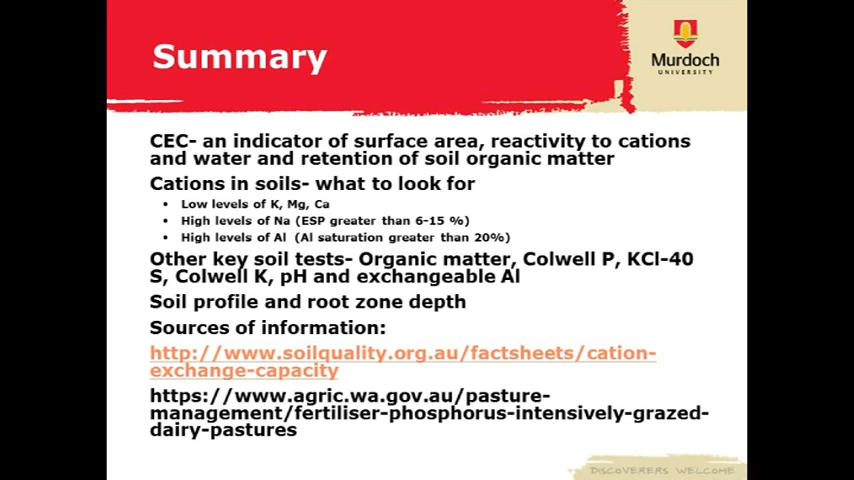 Summary
Murdoch
UNIVERSITY
CEC- an indicator of surface area, reactivity to cations
and water and retention of soil organic matter
Cations in soils- what to look for
• Low levels of K, Mg, Ca
• High levels of Na (ESP greater than 6-15 %)
• High levels of Al (Al saturation greater than 20%)
Other key soil tests- Organic matter, Colwell P, KCl-40
S, Colwell K, pH and exchangeable Al
Soil profile and root zone depth
Sources of information:
http://www.soilquality.org.au/factsheets/cation-
exchange-capacity
https://www.agric.wa.gov.au/pasture-
management/fertiliser-phosphorus-intensively-grazed-
dairy-pastures
DISCOVERERS WELCOME